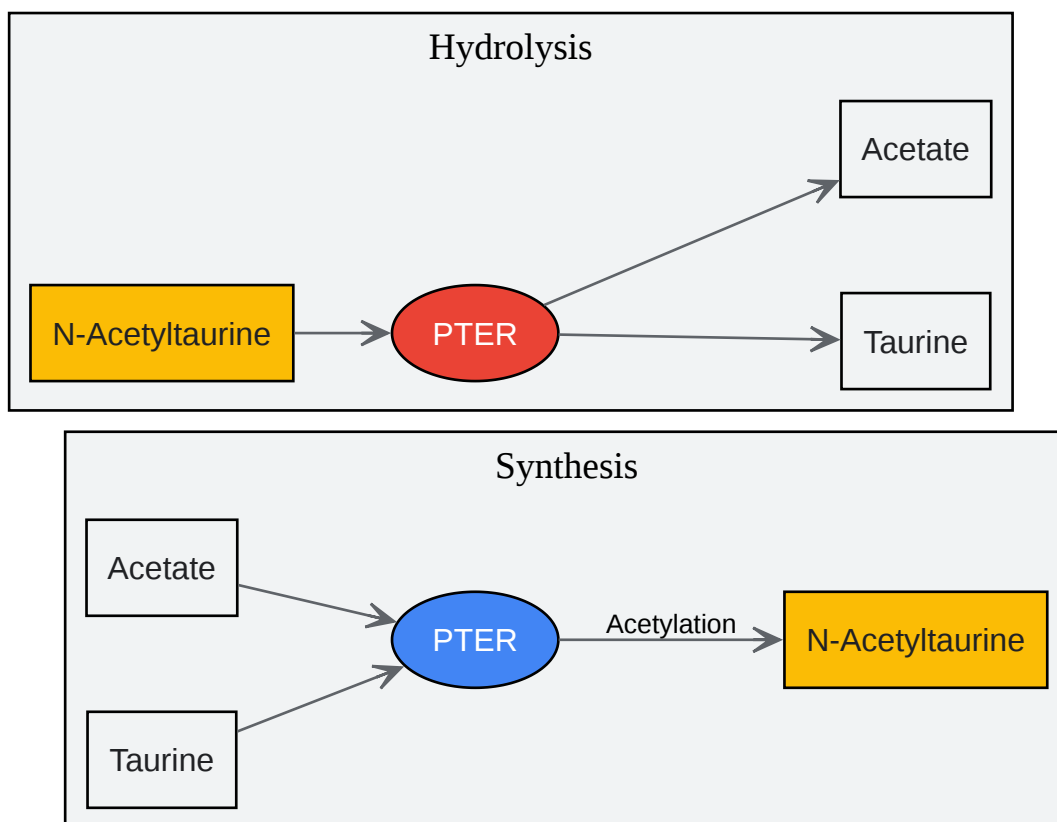 Hydrolysis
Acetate
N-Acetyltaurine
PTER
Taurine
Synthesis
Acetate
PTER
Acetylation
N-Acetyltaurine
Taurine